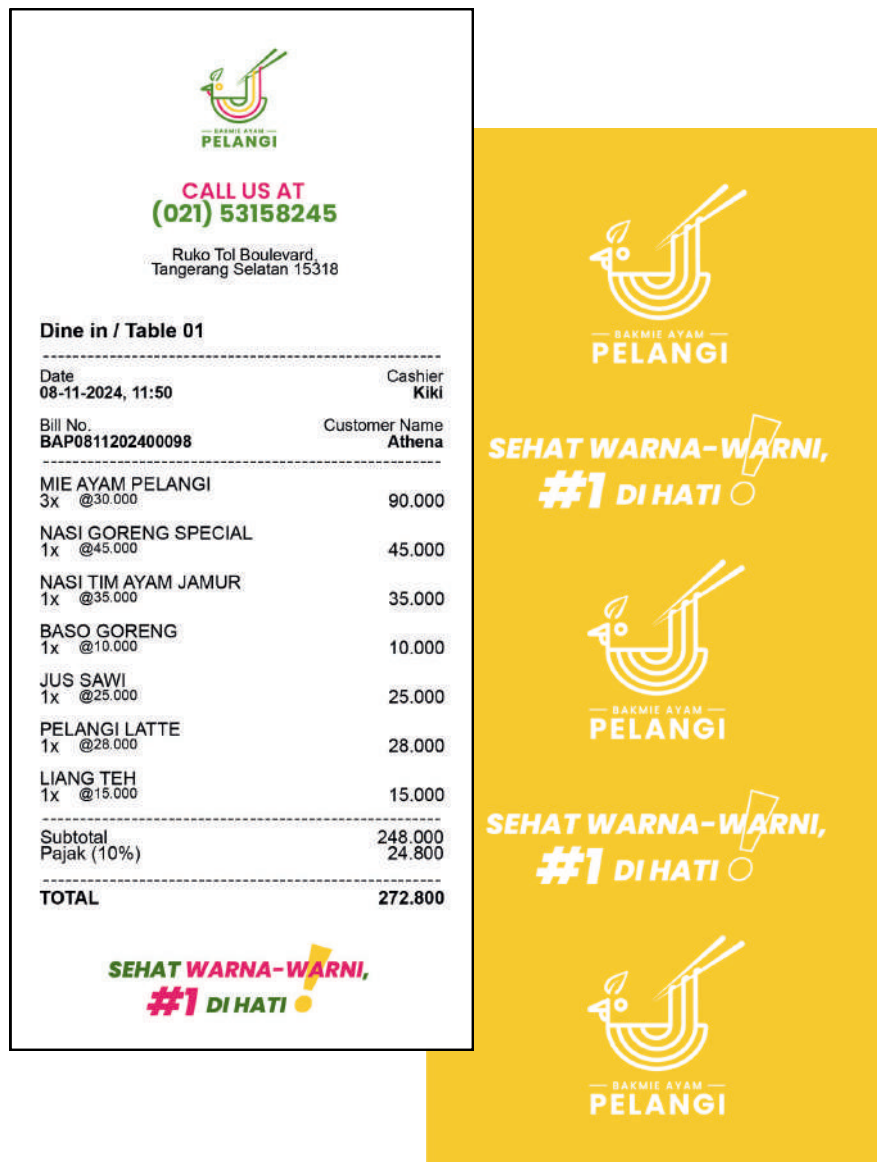 BAKMIE AYAM
PELANGI
CALL US AT
(021) 53158245
Ruko Tol Boulevard,
Tangerang Selatan 15318
Dine in / Table 01
Date Cashier
08-11-2024, 11:50 Kiki
Bill No. Customer Name
BAP0811202400098 Athena
MIE AYAM PELANGI
3x @30.000 90.000
NASI GORENG SPECIAL
1x @45.000 45.000
NASI TIM AYAM JAMUR
1x @35.000 35.000
BASO GORENG
1x @10.000 10.000
JUS SAWI
1x @25.000 25.000
PELANGI LATTE
1x @28.000 28.000
LIANG TEH
1x @15.000 15.000
Subtotal 248.000
Pajak (10%) 24.800
TOTAL 272.800
SEHAT WARNA-WARNI,
#1 DI HATI!
BAKMIE AYAM
PELANGI
SEHAT WARNA-WARNI,
#1 DI HATI!
BAKMIE AYAM
PELANGI
SEHAT WARNA-WARNI,
#1 DI HATI!
BAKMIE AYAM
PELANGI